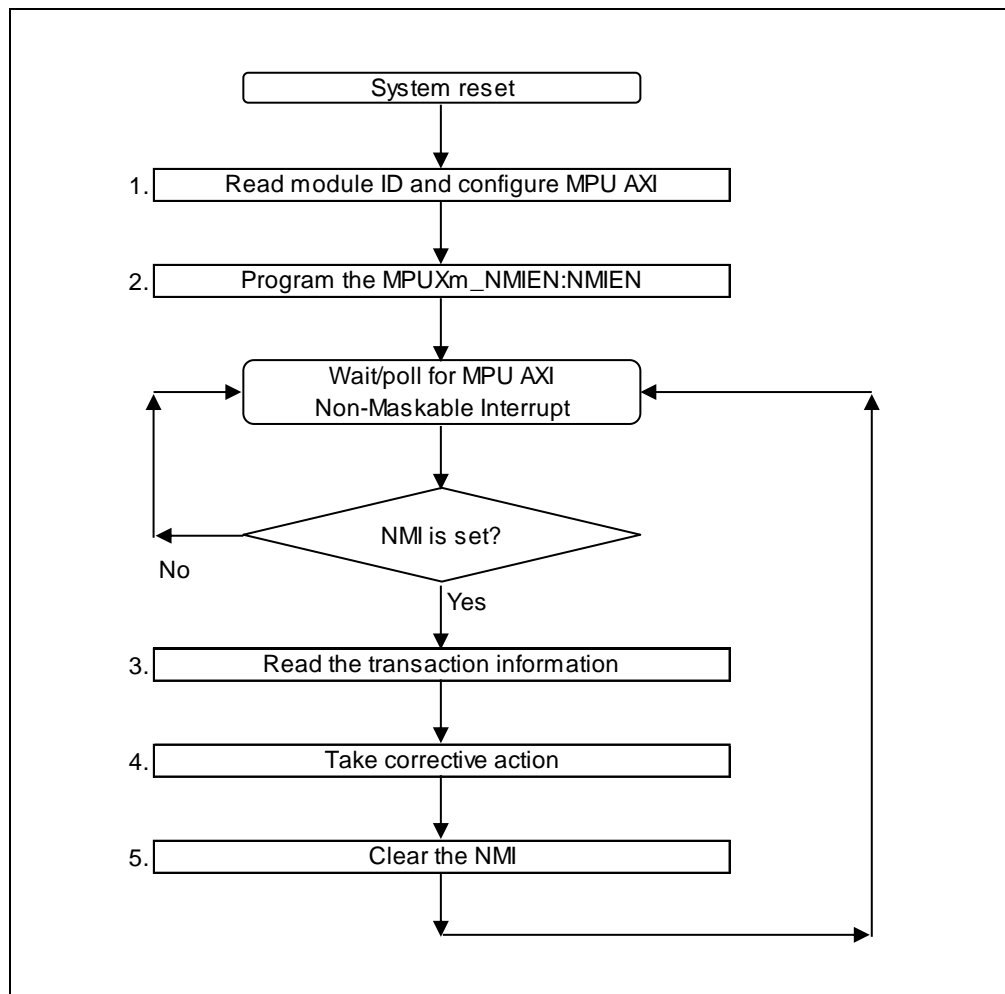 System reset
1. Read module ID and configure MPU AXI
2. Program the MPUXm_NMIEN:NMIEN
Wait/poll for MPU AXI
Non-Maskable Interrupt
NMI is set?
No
Yes
3. Read the transaction information
4. Take corrective action
5. Clear the NMI